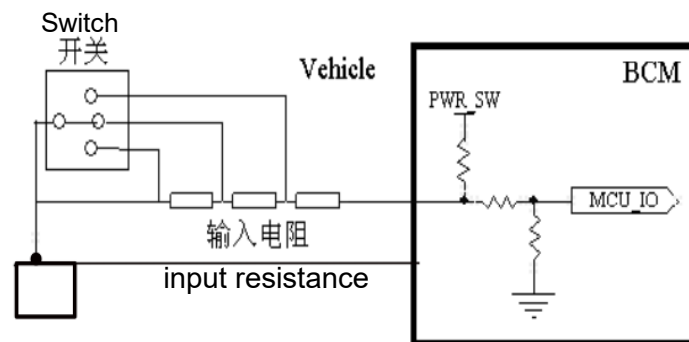 Switch
开关
Vehicle
BCM
PWR_SW
MCU_IO
输入电阻
input resistance